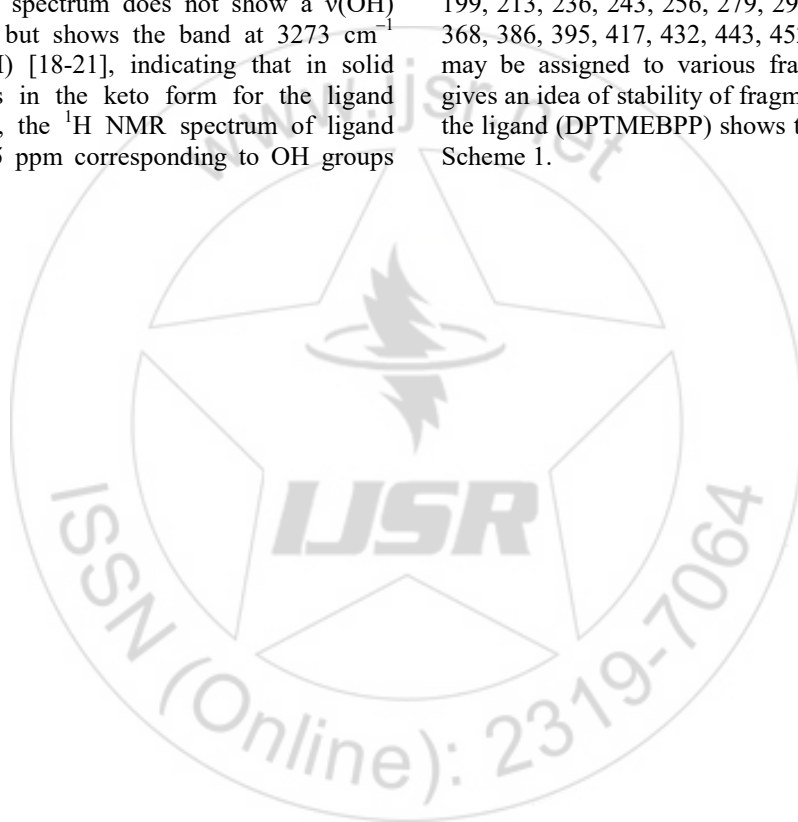 spectrum does not show a ν(OH)
but shows the band at 3273 cm⁻¹
[18-21], indicating that in solid
in the keto form for the ligand
, the ¹H NMR spectrum of ligand
ppm corresponding to OH groups
199, 213, 236, 243, 256, 279,
368, 386, 395, 417, 432, 443,
may be assigned to various
gives an idea of stability of
the ligand (DPTMEBPP) shows
Scheme 1.
www.ijsr.net
IJSR
ISSN (Online): 2319-7064